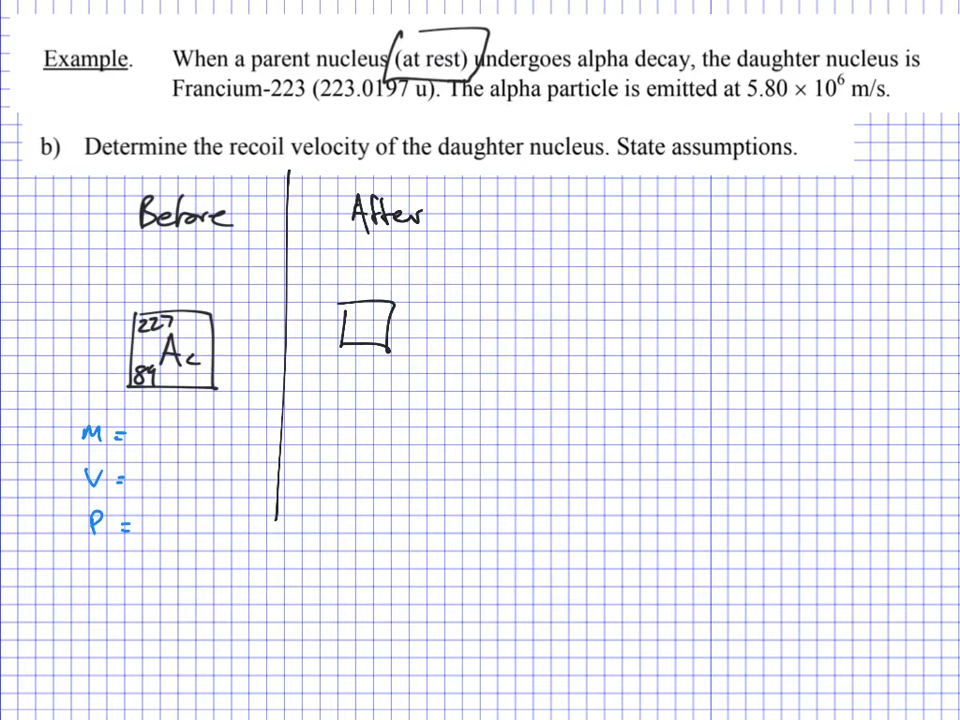 Example. When a parent nucleus (at rest) undergoes alpha decay, the daughter nucleus is
Francium-223 (223.0197 u). The alpha particle is emitted at 5.80 × 10⁶ m/s.
b) Determine the recoil velocity of the daughter nucleus. State assumptions.
Before After
227
Ac
89
M =
V =
P =